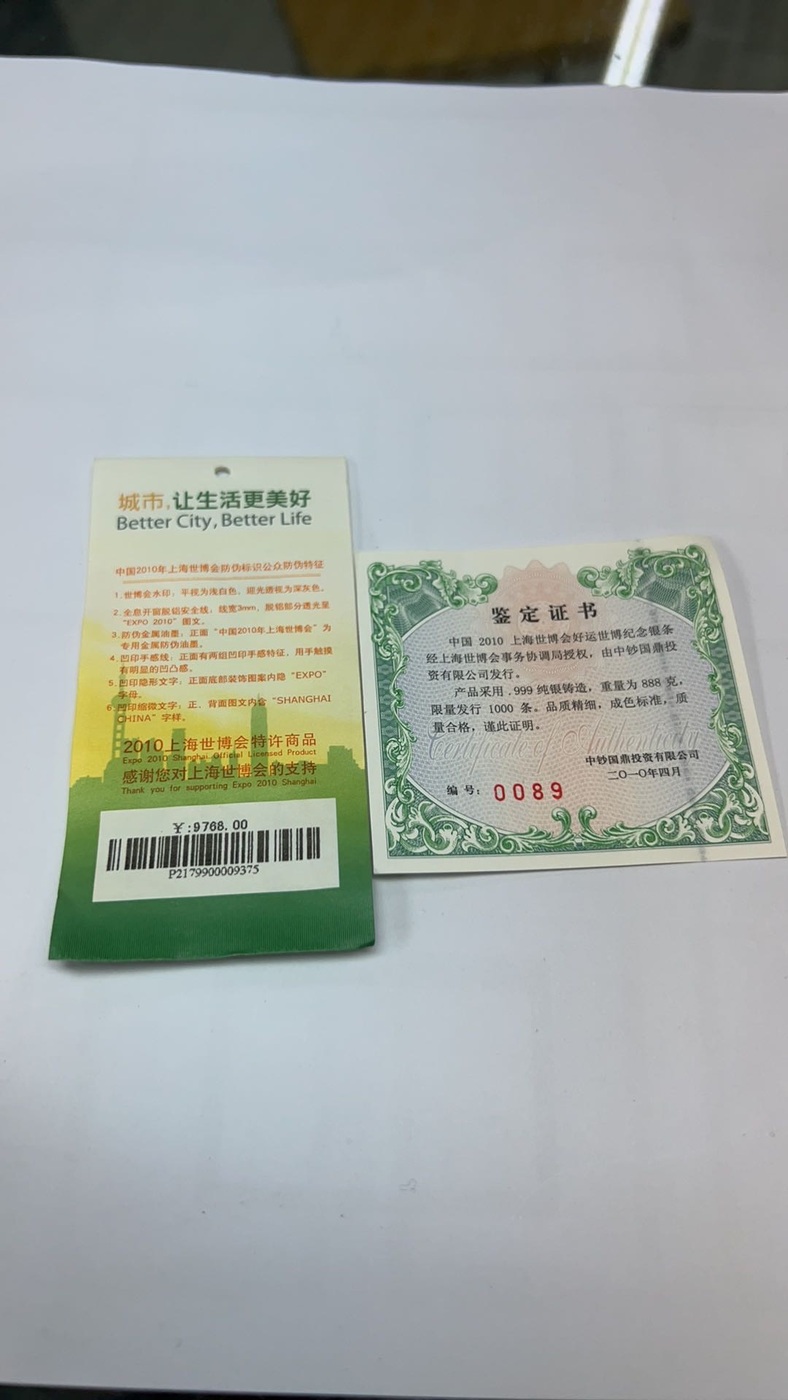 城市,让生活更美好
Better City, Better Life
中国2010年上海世博会防伪标识公众防伪特征
1. 世博会水印：平视为浅白色，迎光透视为深灰色。
2. 全息开窗脱铝安全线：线宽3mm，脱铝部分透光呈
"EXPO 2010"图文。
3. 防伪金属油墨：正面"中国2010年上海世博会"为
专用金属防伪油墨。
4. 凹印手感线：正面有两组凹印手感特征，用手触摸
有明显的凹凸感。
5. 凹印隐形文字：正面底部装饰图案内隐"EXPO"
字母。
6. 凹印缩微文字：正、背面图文内含"SHANGHAI
CHINA"字样。
2010上海世博会特许商品
Expo 2010 Shanghai Official Licensed Product
感谢您对上海世博会的支持
Thank you for supporting Expo 2010 Shanghai
¥:9768.00
P2179900009375
鉴定证书
中国 2010 上海世博会好运世博纪念银条
经上海世博会事务协调局授权，由中钞国鼎投
资有限公司发行。
产品采用 .999 纯银铸造，重量为 888 克，
限量发行 1000 条。品质精细，成色标准，质
量合格，谨此证明。
Certificate of Authenticity
中钞国鼎投资有限公司
二○一○年四月
编号：0089